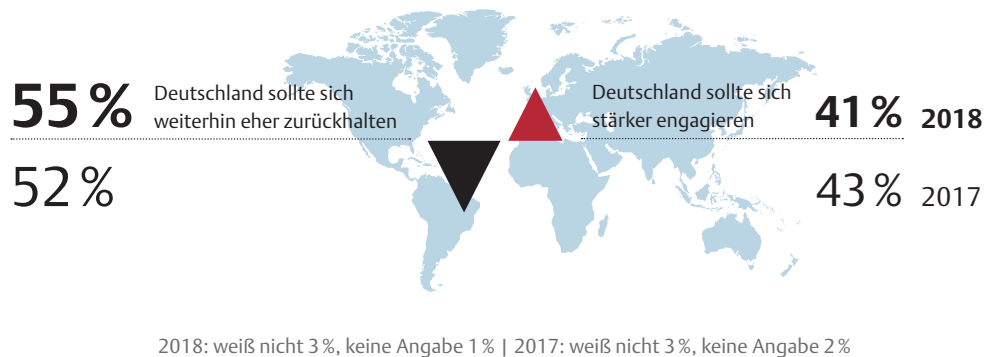 55 %
Deutschland sollte sich
weiterhin eher zurückhalten
Deutschland sollte sich
stärker engagieren
41 % 2018
52 %
43 % 2017
2018: weiß nicht 3 %, keine Angabe 1 % | 2017: weiß nicht 3 %, keine Angabe 2 %